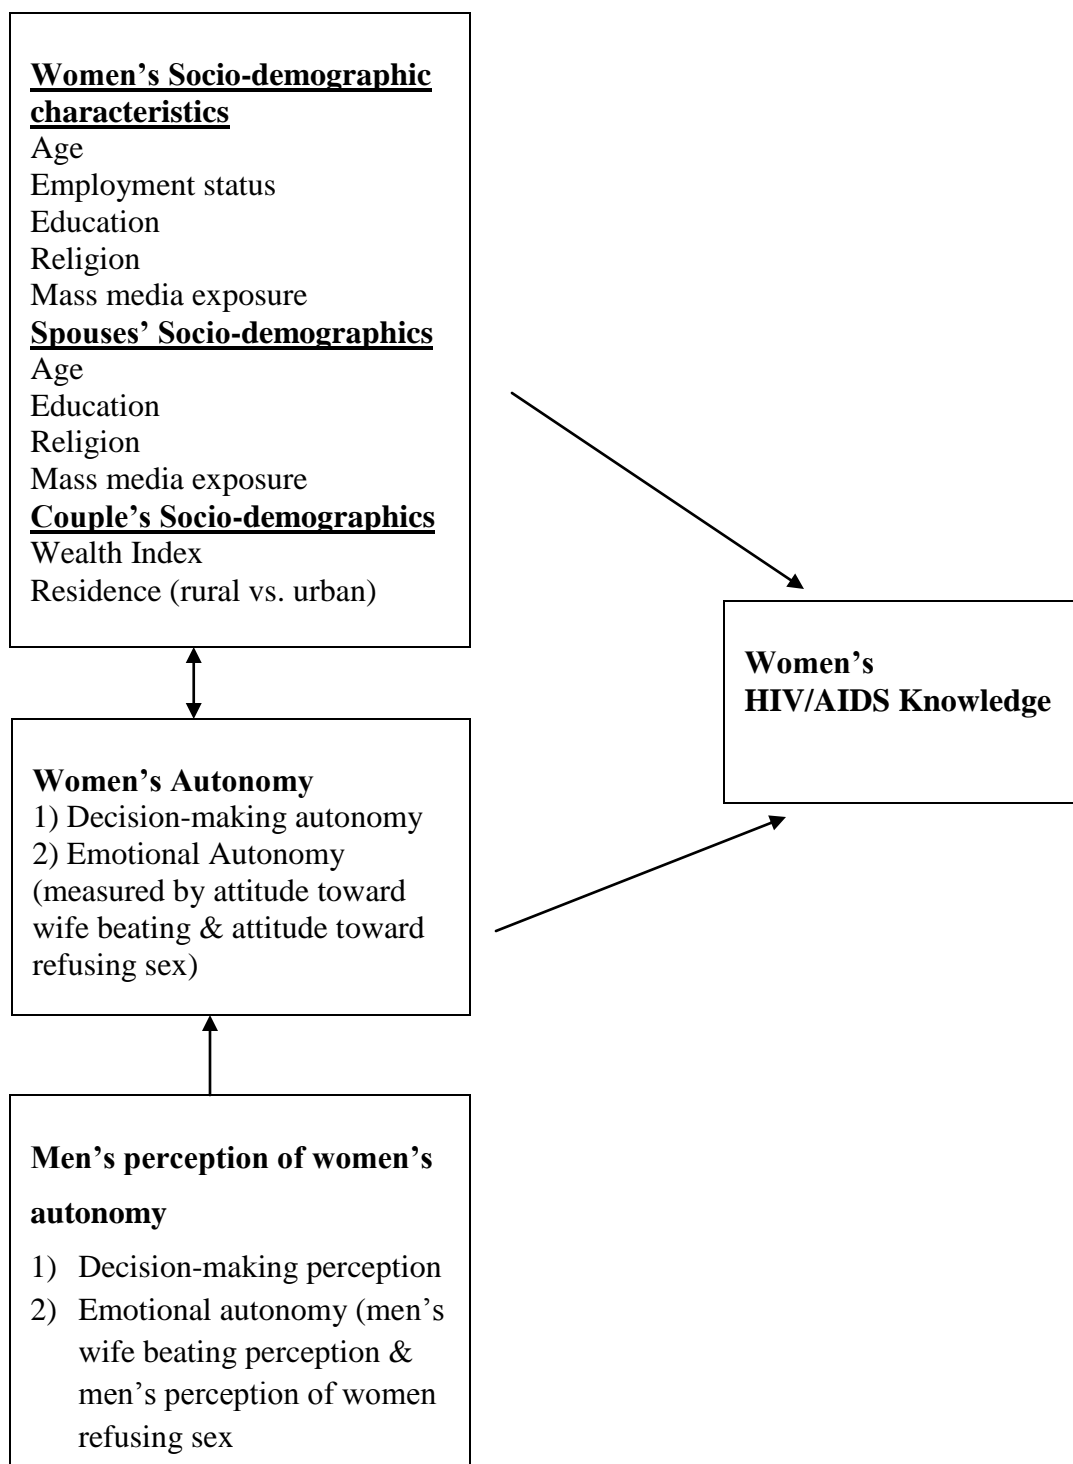 Women’s Socio-demographic
characteristics
Age
Employment status
Education
Religion
Mass media exposure
Spouses’ Socio-demographics
Age
Education
Religion
Mass media exposure
Couple’s Socio-demographics
Wealth Index
Residence (rural vs. urban)
Women’s
HIV/AIDS Knowledge
Women’s Autonomy
1) Decision-making autonomy
2) Emotional Autonomy
(measured by attitude toward
wife beating & attitude toward
refusing sex)
Men’s perception of women’s
autonomy
1) Decision-making perception
2) Emotional autonomy (men’s
wife beating perception &
men’s perception of women
refusing sex